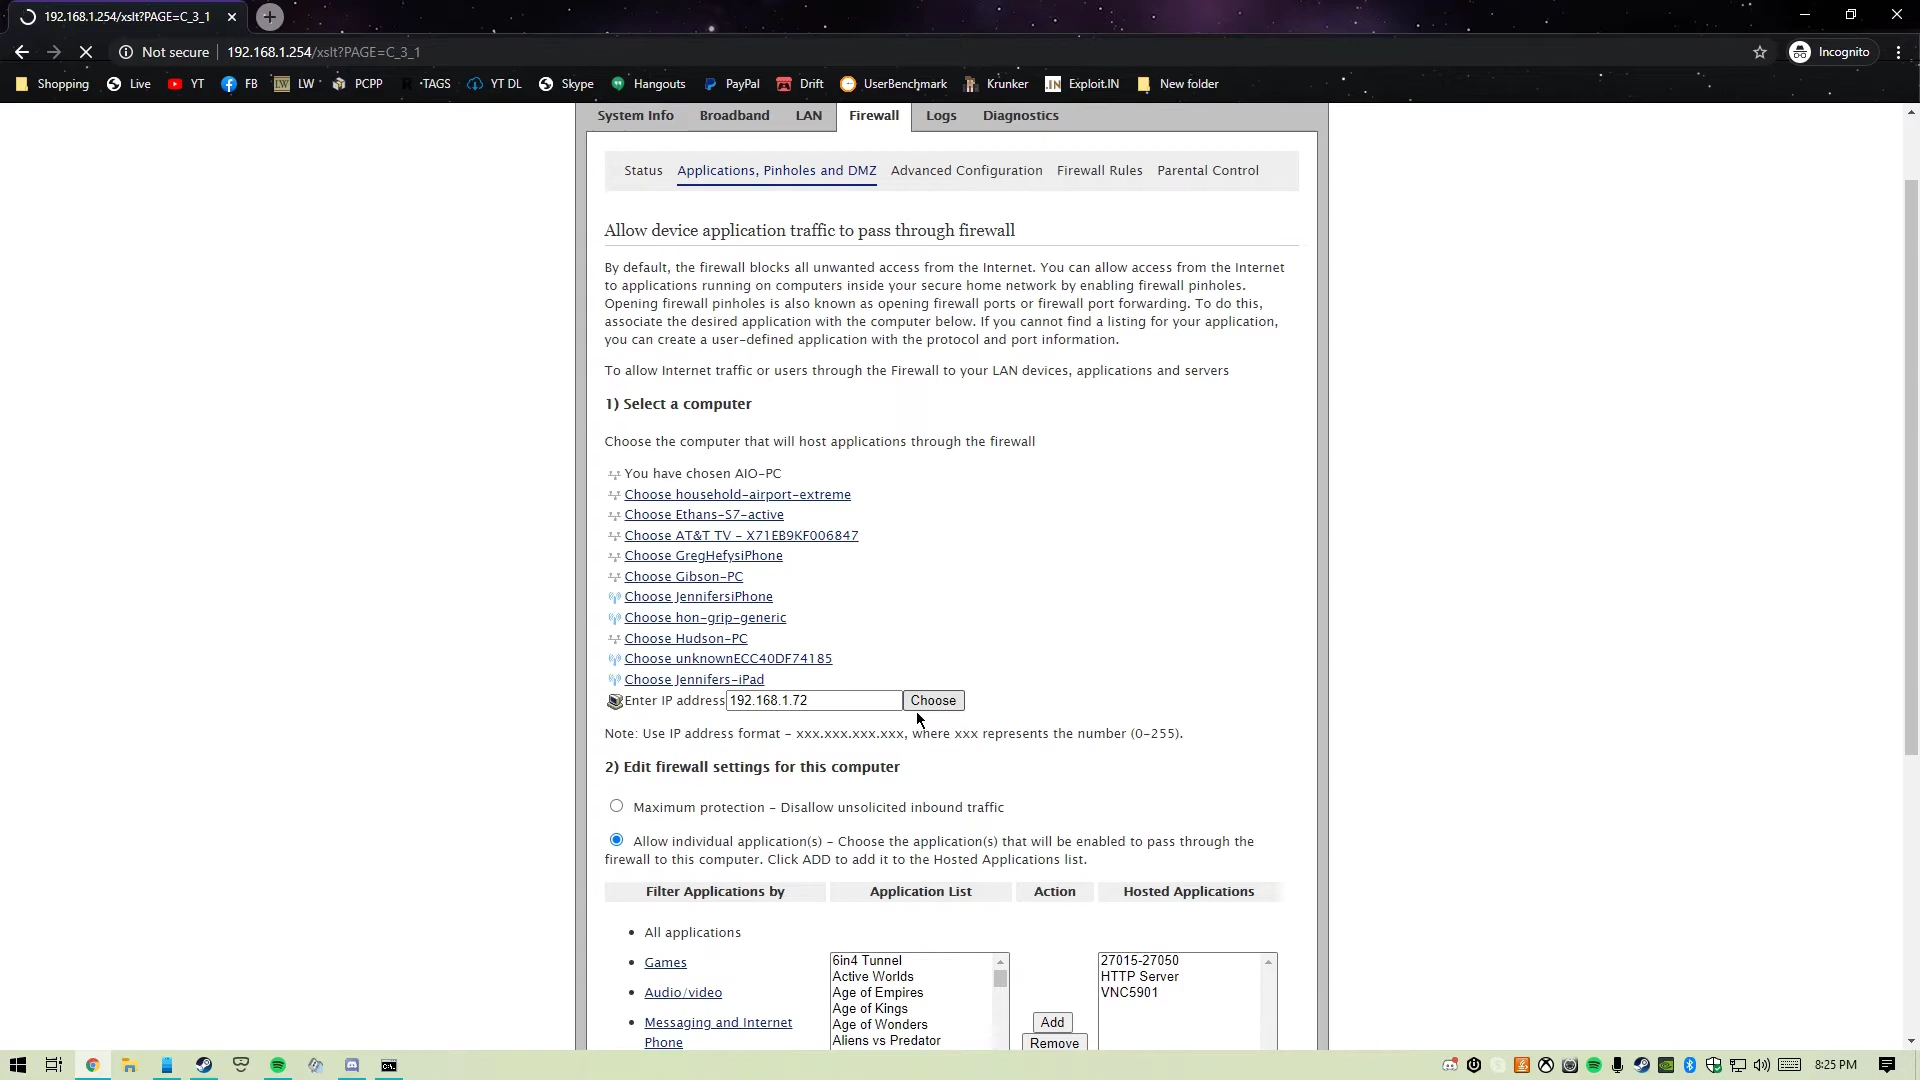 192.168.1.254/xslt?PAGE=C_3_1
Not secure 192.168.1.254/xslt?PAGE=C_3_1 Incognito
Shopping Live YT FB LW PCPP -TAGS YT DL Skype Hangouts PayPal Drift UserBenchmark Krunker .IN Exploit.IN New folder
System Info Broadband LAN Firewall Logs Diagnostics
Status Applications, Pinholes and DMZ Advanced Configuration Firewall Rules Parental Control
Allow device application traffic to pass through firewall
By default, the firewall blocks all unwanted access from the Internet. You can allow access from the Internet
to applications running on computers inside your secure home network by enabling firewall pinholes.
Opening firewall pinholes is also known as opening firewall ports or firewall port forwarding. To do this,
associate the desired application with the computer below. If you cannot find a listing for your application,
you can create a user-defined application with the protocol and port information.
To allow Internet traffic or users through the Firewall to your LAN devices, applications and servers
1) Select a computer
Choose the computer that will host applications through the firewall
You have chosen AIO-PC
Choose household-airport-extreme
Choose Ethans-S7-active
Choose AT&T TV - X71EB9KF006847
Choose GregHefysiPhone
Choose Gibson-PC
Choose JennifersiPhone
Choose hon-grip-generic
Choose Hudson-PC
Choose unknownECC40DF74185
Choose Jennifers-iPad
Enter IP address 192.168.1.72 Choose
Note: Use IP address format - xxx.xxx.xxx.xxx, where xxx represents the number (0-255).
2) Edit firewall settings for this computer
Maximum protection - Disallow unsolicited inbound traffic
Allow individual application(s) - Choose the application(s) that will be enabled to pass through the
firewall to this computer. Click ADD to add it to the Hosted Applications list.
Filter Applications by Application List Action Hosted Applications
All applications
Games
Audio/video
Messaging and Internet
Phone
6in4 Tunnel
Active Worlds
Age of Empires
Age of Kings
Age of Wonders
Aliens vs Predator
Add
Remove
27015-27050
HTTP Server
VNC5901
8:25 PM